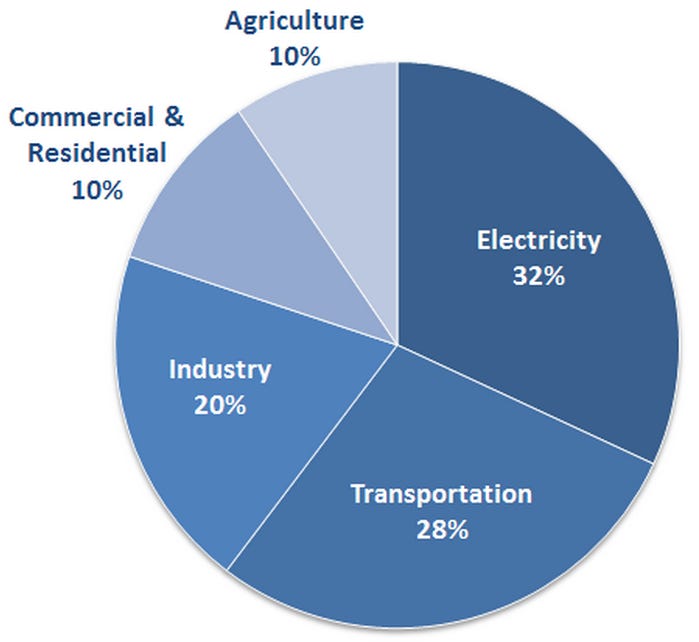 Agriculture
10%
Commercial &
Residential
10%
Electricity
32%
Industry
20%
Transportation
28%